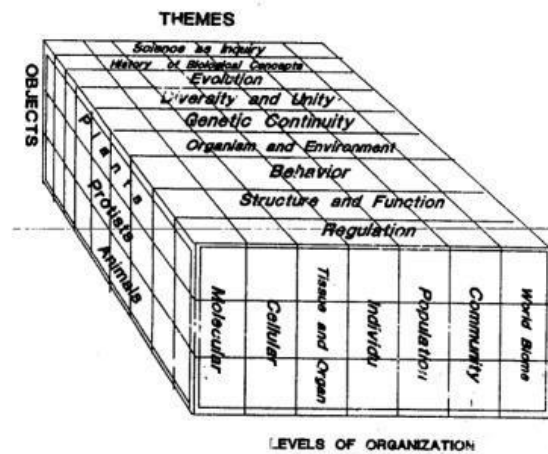 THEMES
Science as Inquiry
History of Biological Concepts
Evolution
Diversity and Unity
Genetic Continuity
Organism and Environment
Behavior
Structure and Function
Regulation
OBJECTS
Plants
Protists
Animals
Molecular
Cellular
Tissue and Organ
Individu
Population
Community
World Biome
LEVELS OF ORGANIZATION